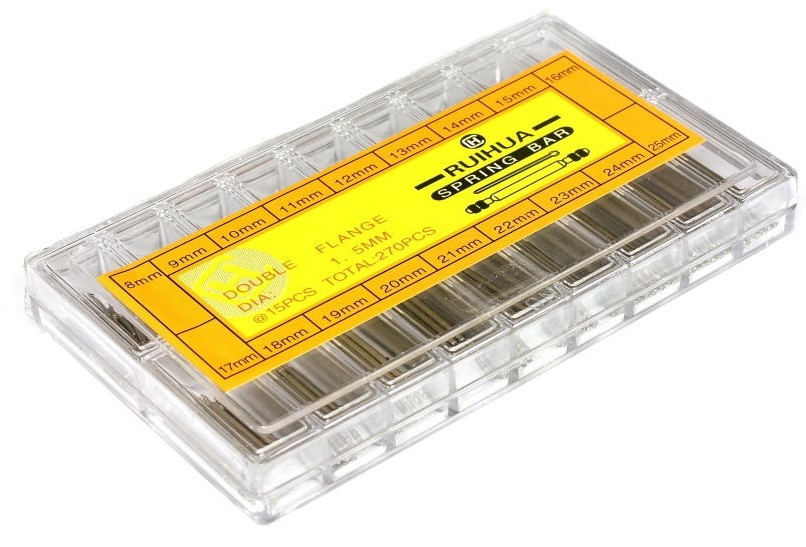 8mm 9mm 10mm 11mm 12mm 13mm 14mm 15mm 16mm
H
RUIHUA
SPRING BAR
DOUBLE FLANGE
DIA: 1.5MM
@15PCS TOTAL:270PCS
17mm 18mm 19mm 20mm 21mm 22mm 23mm 24mm 25mm